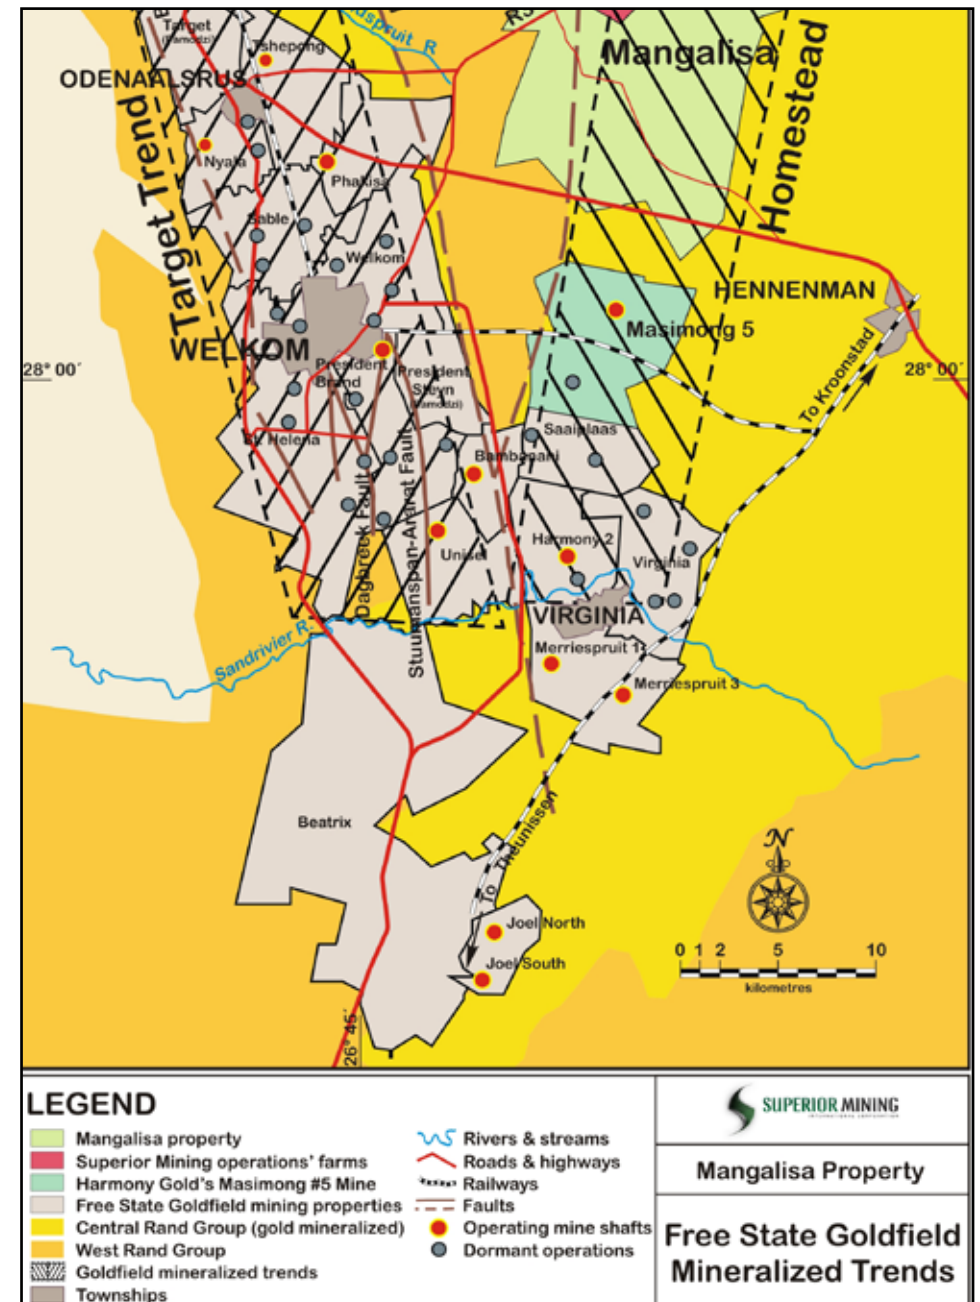 Target
Tshepong
R
Mangalisa
Homestead
ODENAALSRUS
Target Trend
Nyala
Phakisa
Sable
Welkom
HENNENMAN
Masimong 5
WELKOM
President
Brand
President
Steyn
28° 00´
28° 00´
To Kroonstad
St. Helena
Saaiplaas
Bambanani
Dagbreek Fault
Stuurmanspan-Ararat Fault
Unisel
Harmony 2
Virginia
VIRGINIA
Sandrivier R.
Merriespruit 1
Merriespruit 3
Beatrix
To Theunissen
N
Joel North
Joel South
0 1 2 5 10
kilometres
26° 45´
LEGEND
Mangalisa property
Superior Mining operations' farms
Harmony Gold's Masimong #5 Mine
Free State Goldfield mining properties
Central Rand Group (gold mineralized)
West Rand Group
Goldfield mineralized trends
Townships
Rivers & streams
Roads & highways
Railways
Faults
Operating mine shafts
Dormant operations
SUPERIOR MINING
INTERNATIONAL CORPORATION
Mangalisa Property
Free State Goldfield
Mineralized Trends